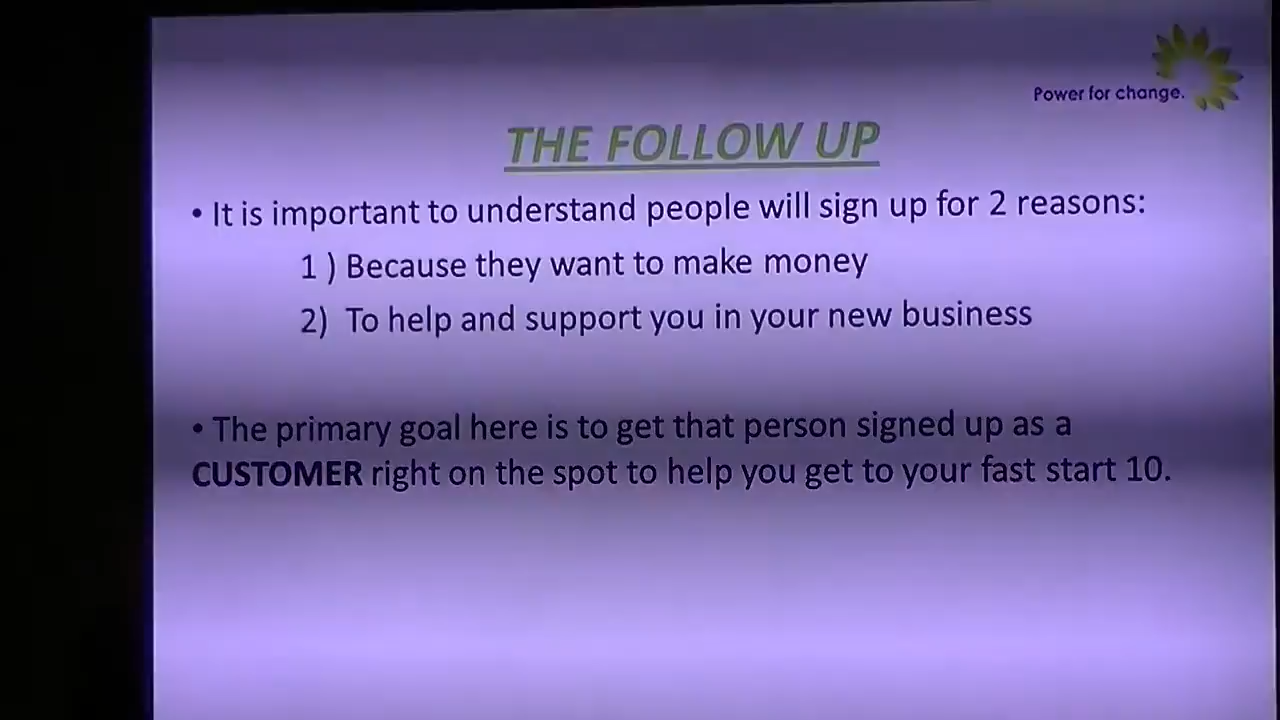 Power for change.
THE FOLLOW UP
• It is important to understand people will sign up for 2 reasons:
1 ) Because they want to make money
2) To help and support you in your new business
• The primary goal here is to get that person signed up as a
CUSTOMER right on the spot to help you get to your fast start 10.